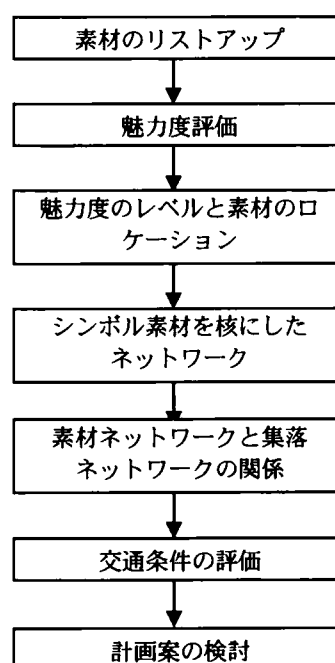 素材のリストアップ
魅力度評価
魅力度のレベルと素材のロ
ケーション
シンボル素材を核にした
ネットワーク
素材ネットワークと集落
ネットワークの関係
交通条件の評価
計画案の検討